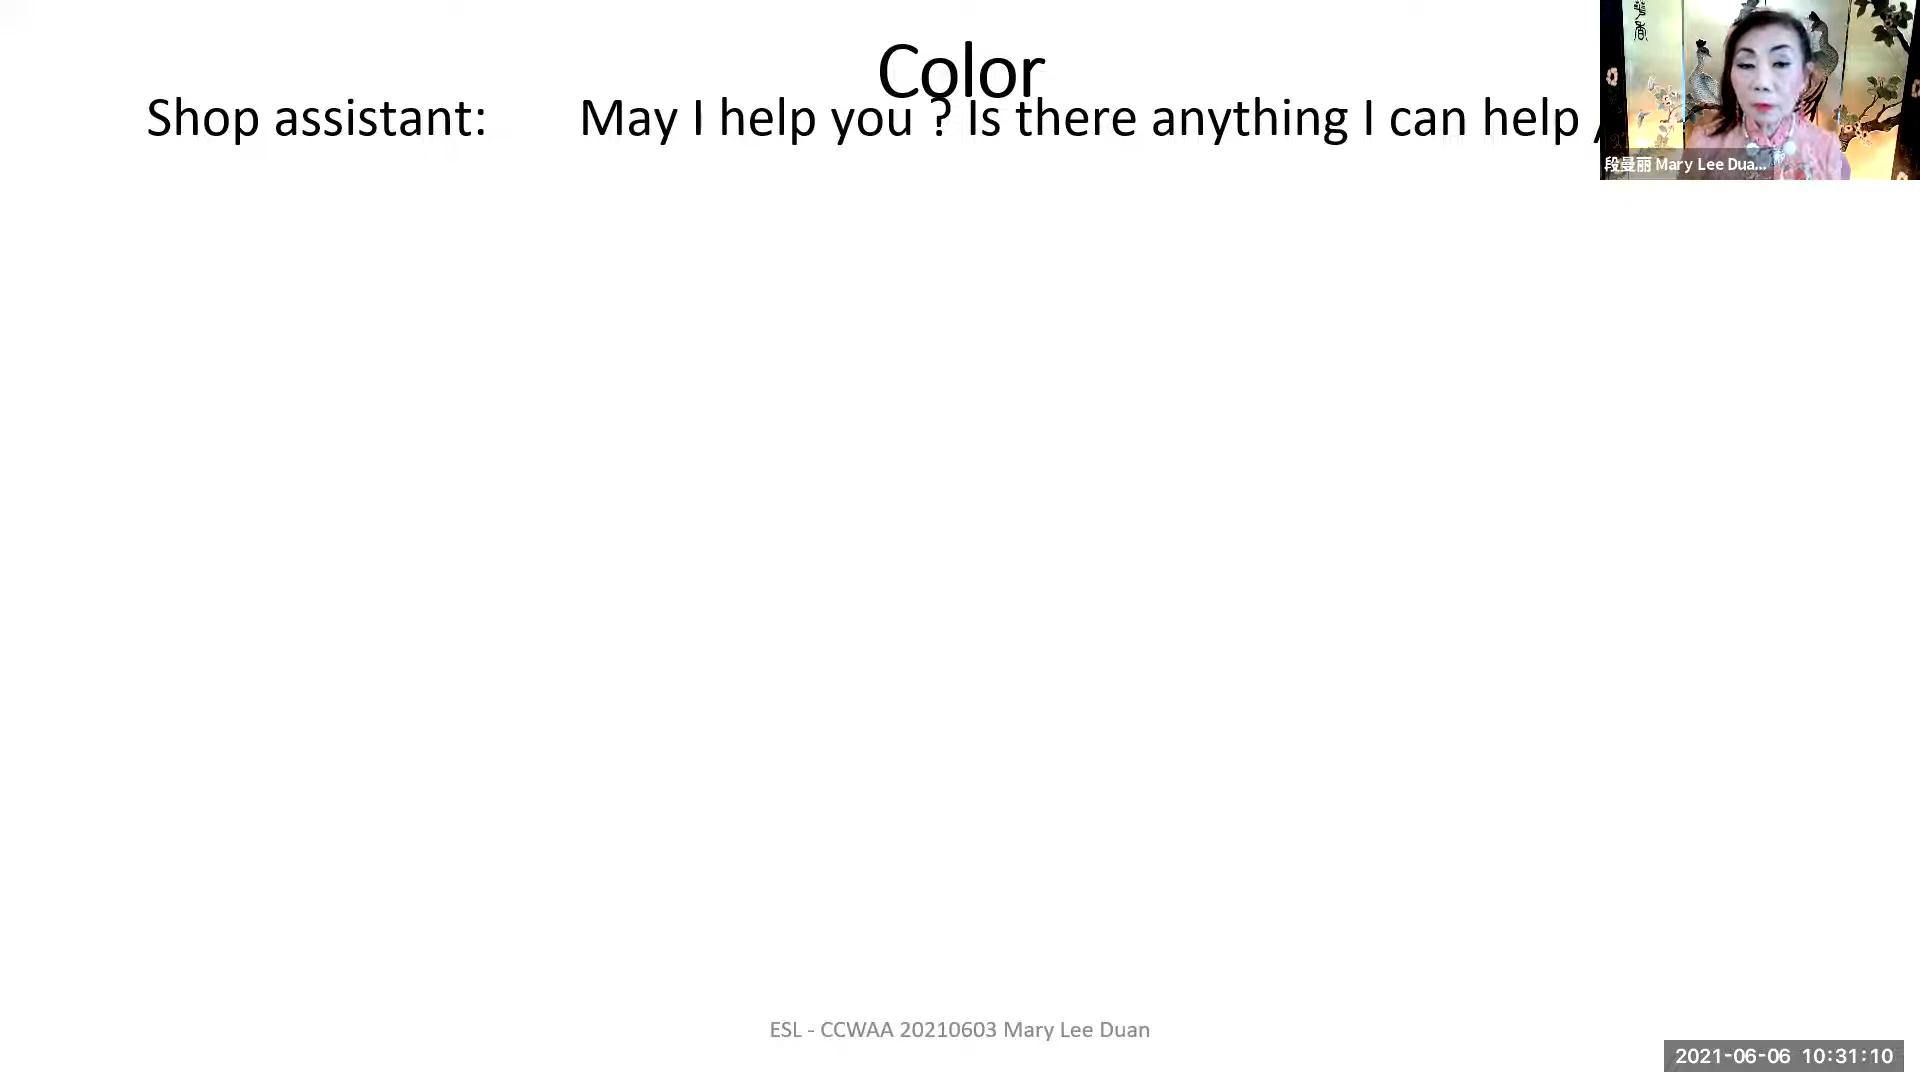 Color
Shop assistant: May I help you ? Is there anything I can help
段曼丽 Mary Lee Dua...
ESL - CCWAA 20210603 Mary Lee Duan
2021-06-06 10:31:10